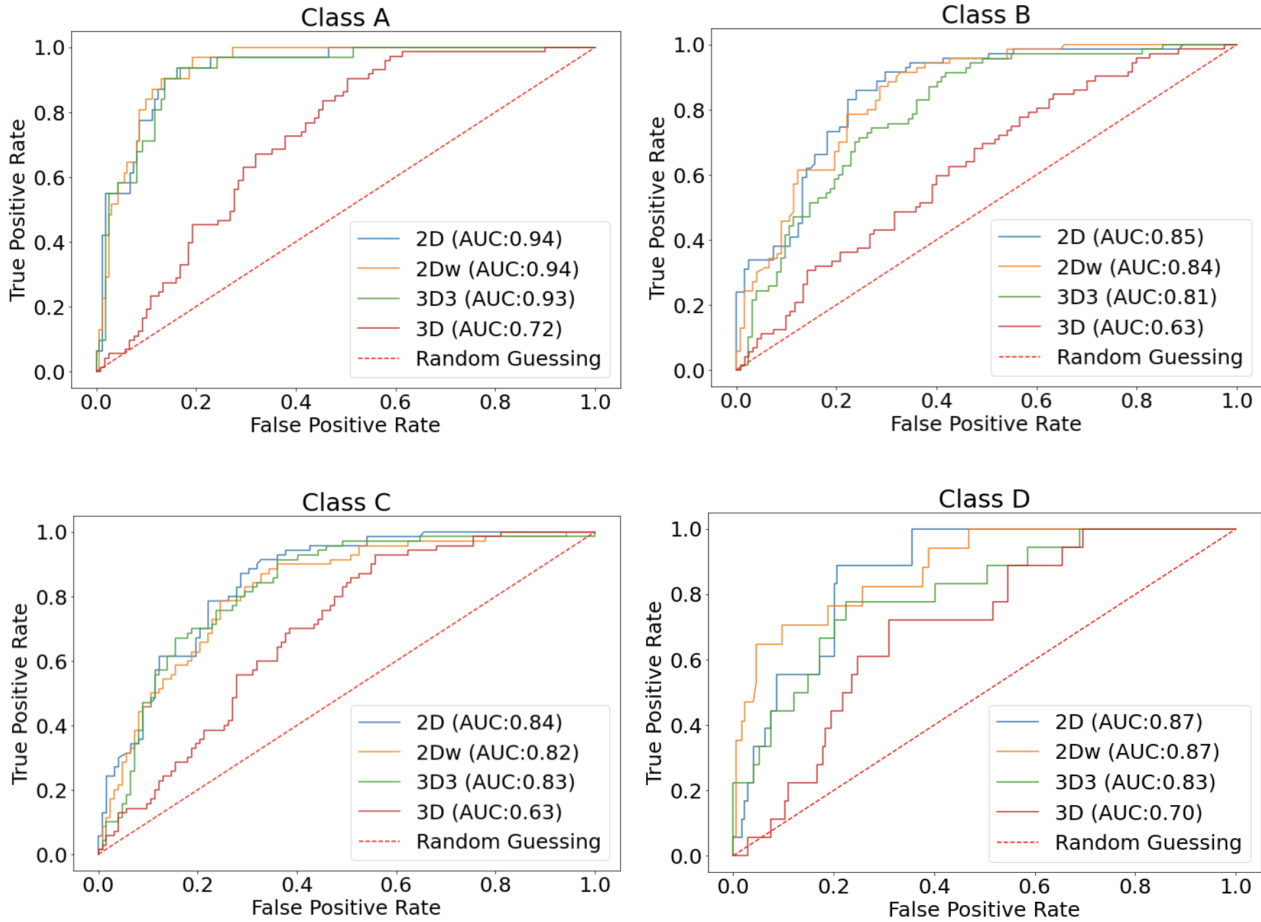 Class A
True Positive Rate
1.0
0.8
0.6
0.4
0.2
0.0
2D (AUC:0.94)
2Dw (AUC:0.94)
3D3 (AUC:0.93)
3D (AUC:0.72)
Random Guessing
0.0 0.2 0.4 0.6 0.8 1.0
False Positive Rate
Class B
True Positive Rate
1.0
0.8
0.6
0.4
0.2
0.0
2D (AUC:0.85)
2Dw (AUC:0.84)
3D3 (AUC:0.81)
3D (AUC:0.63)
Random Guessing
0.0 0.2 0.4 0.6 0.8 1.0
False Positive Rate
Class C
True Positive Rate
1.0
0.8
0.6
0.4
0.2
0.0
2D (AUC:0.84)
2Dw (AUC:0.82)
3D3 (AUC:0.83)
3D (AUC:0.63)
Random Guessing
0.0 0.2 0.4 0.6 0.8 1.0
False Positive Rate
Class D
True Positive Rate
1.0
0.8
0.6
0.4
0.2
0.0
2D (AUC:0.87)
2Dw (AUC:0.87)
3D3 (AUC:0.83)
3D (AUC:0.70)
Random Guessing
0.0 0.2 0.4 0.6 0.8 1.0
False Positive Rate